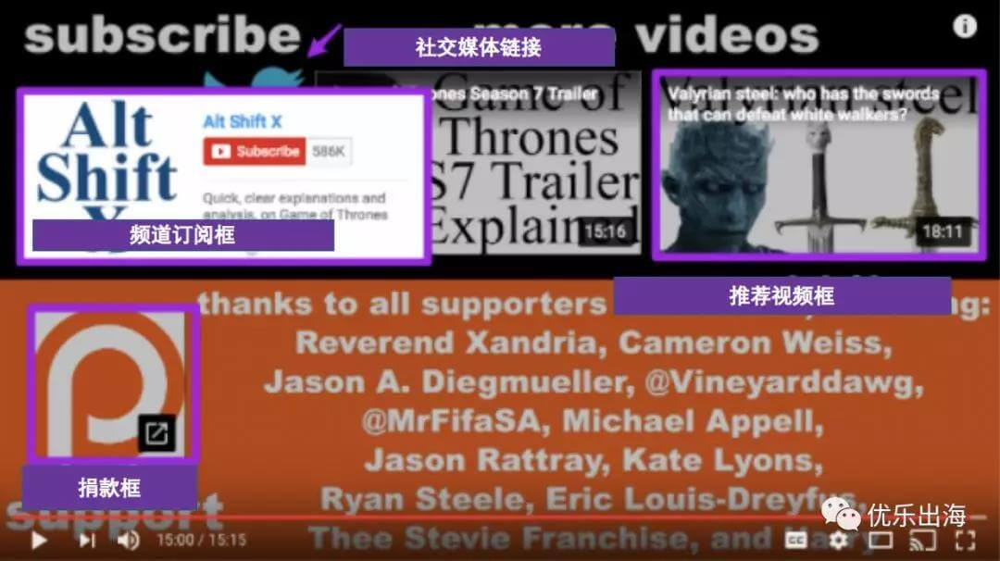 subscribe
more videos
社交媒体链接
Alt
Shift
X
Alt Shift X
Subscribe 586K
Quick, clear explanations and
analysis, on Game of Thrones
频道订阅框
ones Season 7 Trailer
Game of
Thrones
S7 Trailer
Explained
15:16
Valyrian steel
Valyrian steel: who has the swords
that can defeat white walkers?
18:11
推荐视频框
thanks to all supporters
ng:
Reverend Xandria, Cameron Weiss,
Jason A. Diegmueller, @Vineyarddawg,
@MrFifaSA, Michael Appell,
Jason Rattray, Kate Lyons,
Ryan Steele, Eric Louis-Dreyfus,
Thee Stevie Franchise, and Harry
捐款框
support
优乐出海
15:00 / 15:15
CC